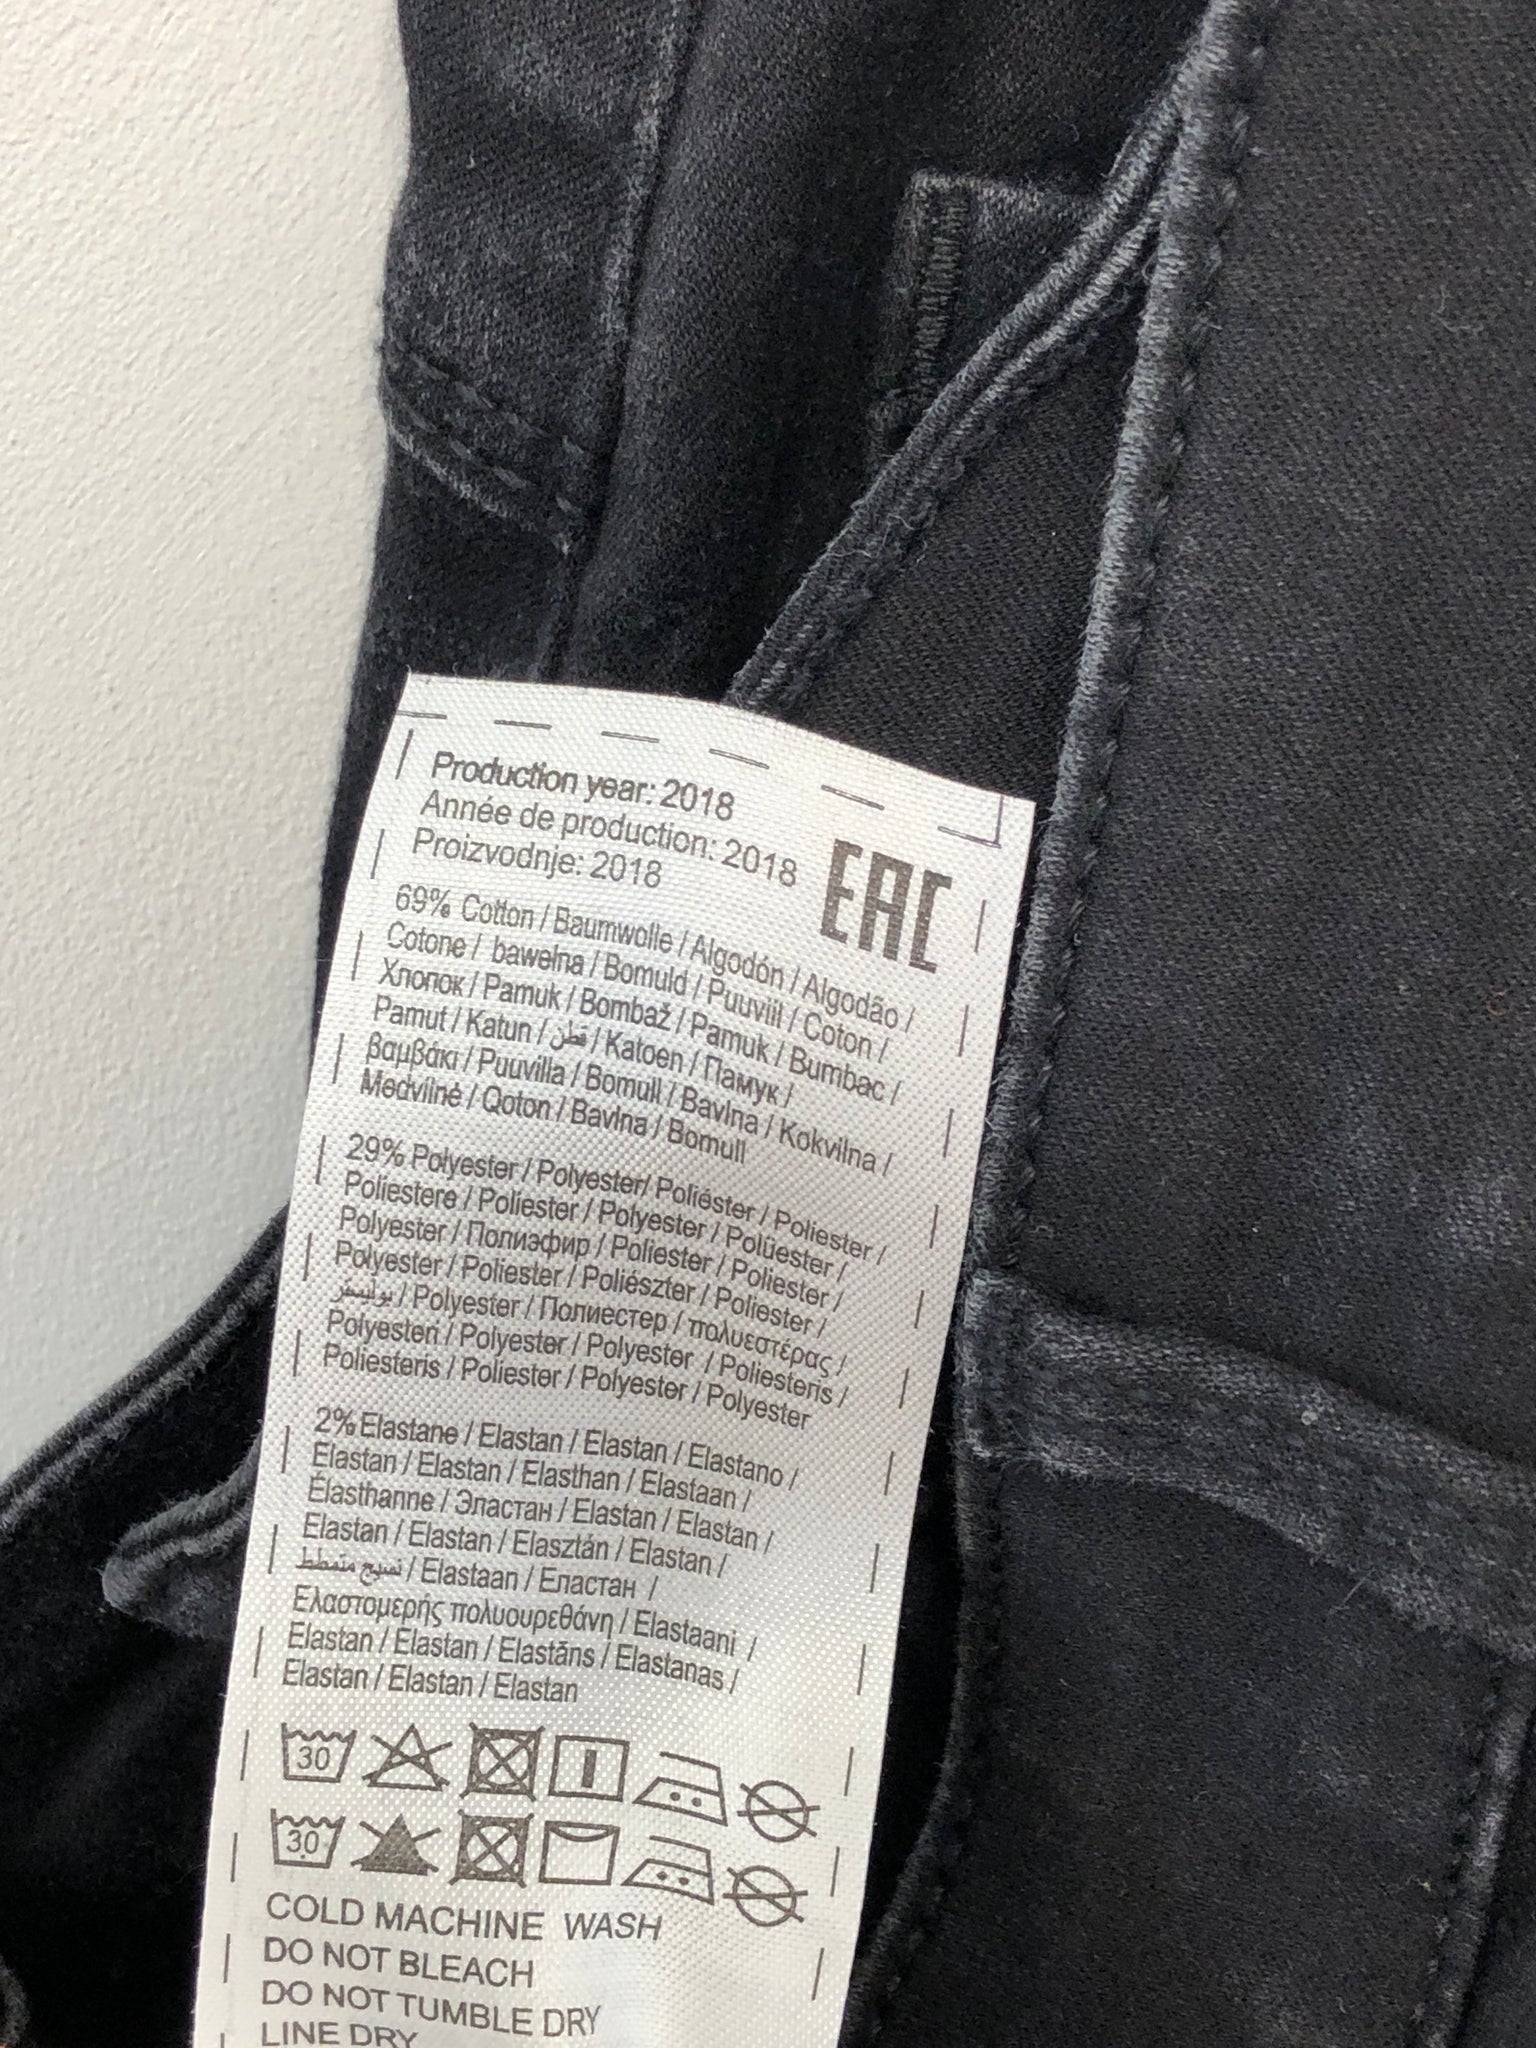 Production year: 2018
Année de production: 2018
Proizvodnje: 2018
EAC
69% Cotton / Baumwolle / Algodón / Algodão /
Cotone / bawełna / Bomuld / Puuviil / Coton /
Хлопок / Pamuk / Bombaž / Pamuk / Bumbac /
Pamut / Katun / قطن / Katoen / Памук /
βαμβάκι / Puuvilla / Bomull / Bavlna / Kokvilna /
Medvilnė / Qoton / Bavlna / Bomull
29% Polyester / Polyester/ Poliéster / Poliester /
Poliestere / Poliester / Polyester / Polüester /
Polyester / Полиэфир / Poliester / Poliester /
Polyester / Poliester / Poliészter / Poliester /
بوليستر / Polyester / Полиестер / πολυεστέρας /
Polyesteri / Polyester / Polyester / Poliesteris /
Poliesteris / Poliester / Polyester / Polyester
2% Elastane / Elastan / Elastan / Elastano /
Elastan / Elastan / Elasthan / Elastaan /
Élasthanne / Эластан / Elastan / Elastan /
Elastan / Elastan / Elasztán / Elastan /
نسيج متمطط / Elastaan / Еластан /
Ελαστομερής πολυουρεθάνη / Elastaani /
Elastan / Elastan / Elastāns / Elastanas /
Elastan / Elastan / Elastan
30
30
COLD MACHINE WASH
DO NOT BLEACH
DO NOT TUMBLE DRY
LINE DRY